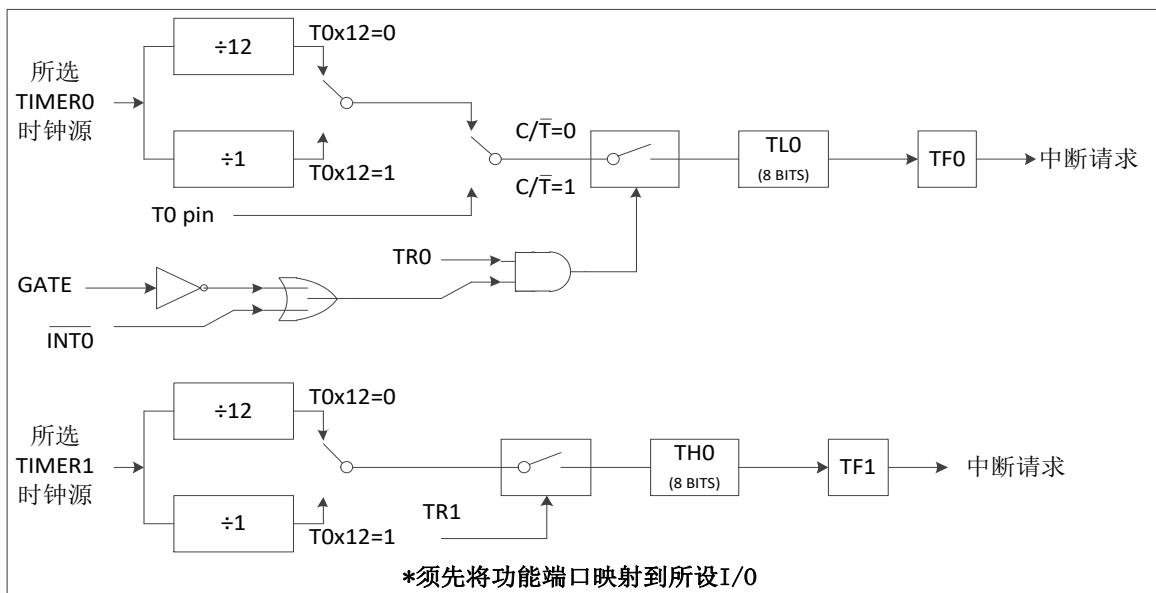 ÷12
T0x12=0
所选
TIMER0
时钟源
÷1
T0x12=1
C/T̅=0
C/T̅=1
TL0
(8 BITS)
TF0
中断请求
T0 pin
TR0
GATE
I̅N̅T̅0̅
÷12
T0x12=0
所选
TIMER1
时钟源
÷1
T0x12=1
TR1
TH0
(8 BITS)
TF1
中断请求
*须先将功能端口映射到所设I/O